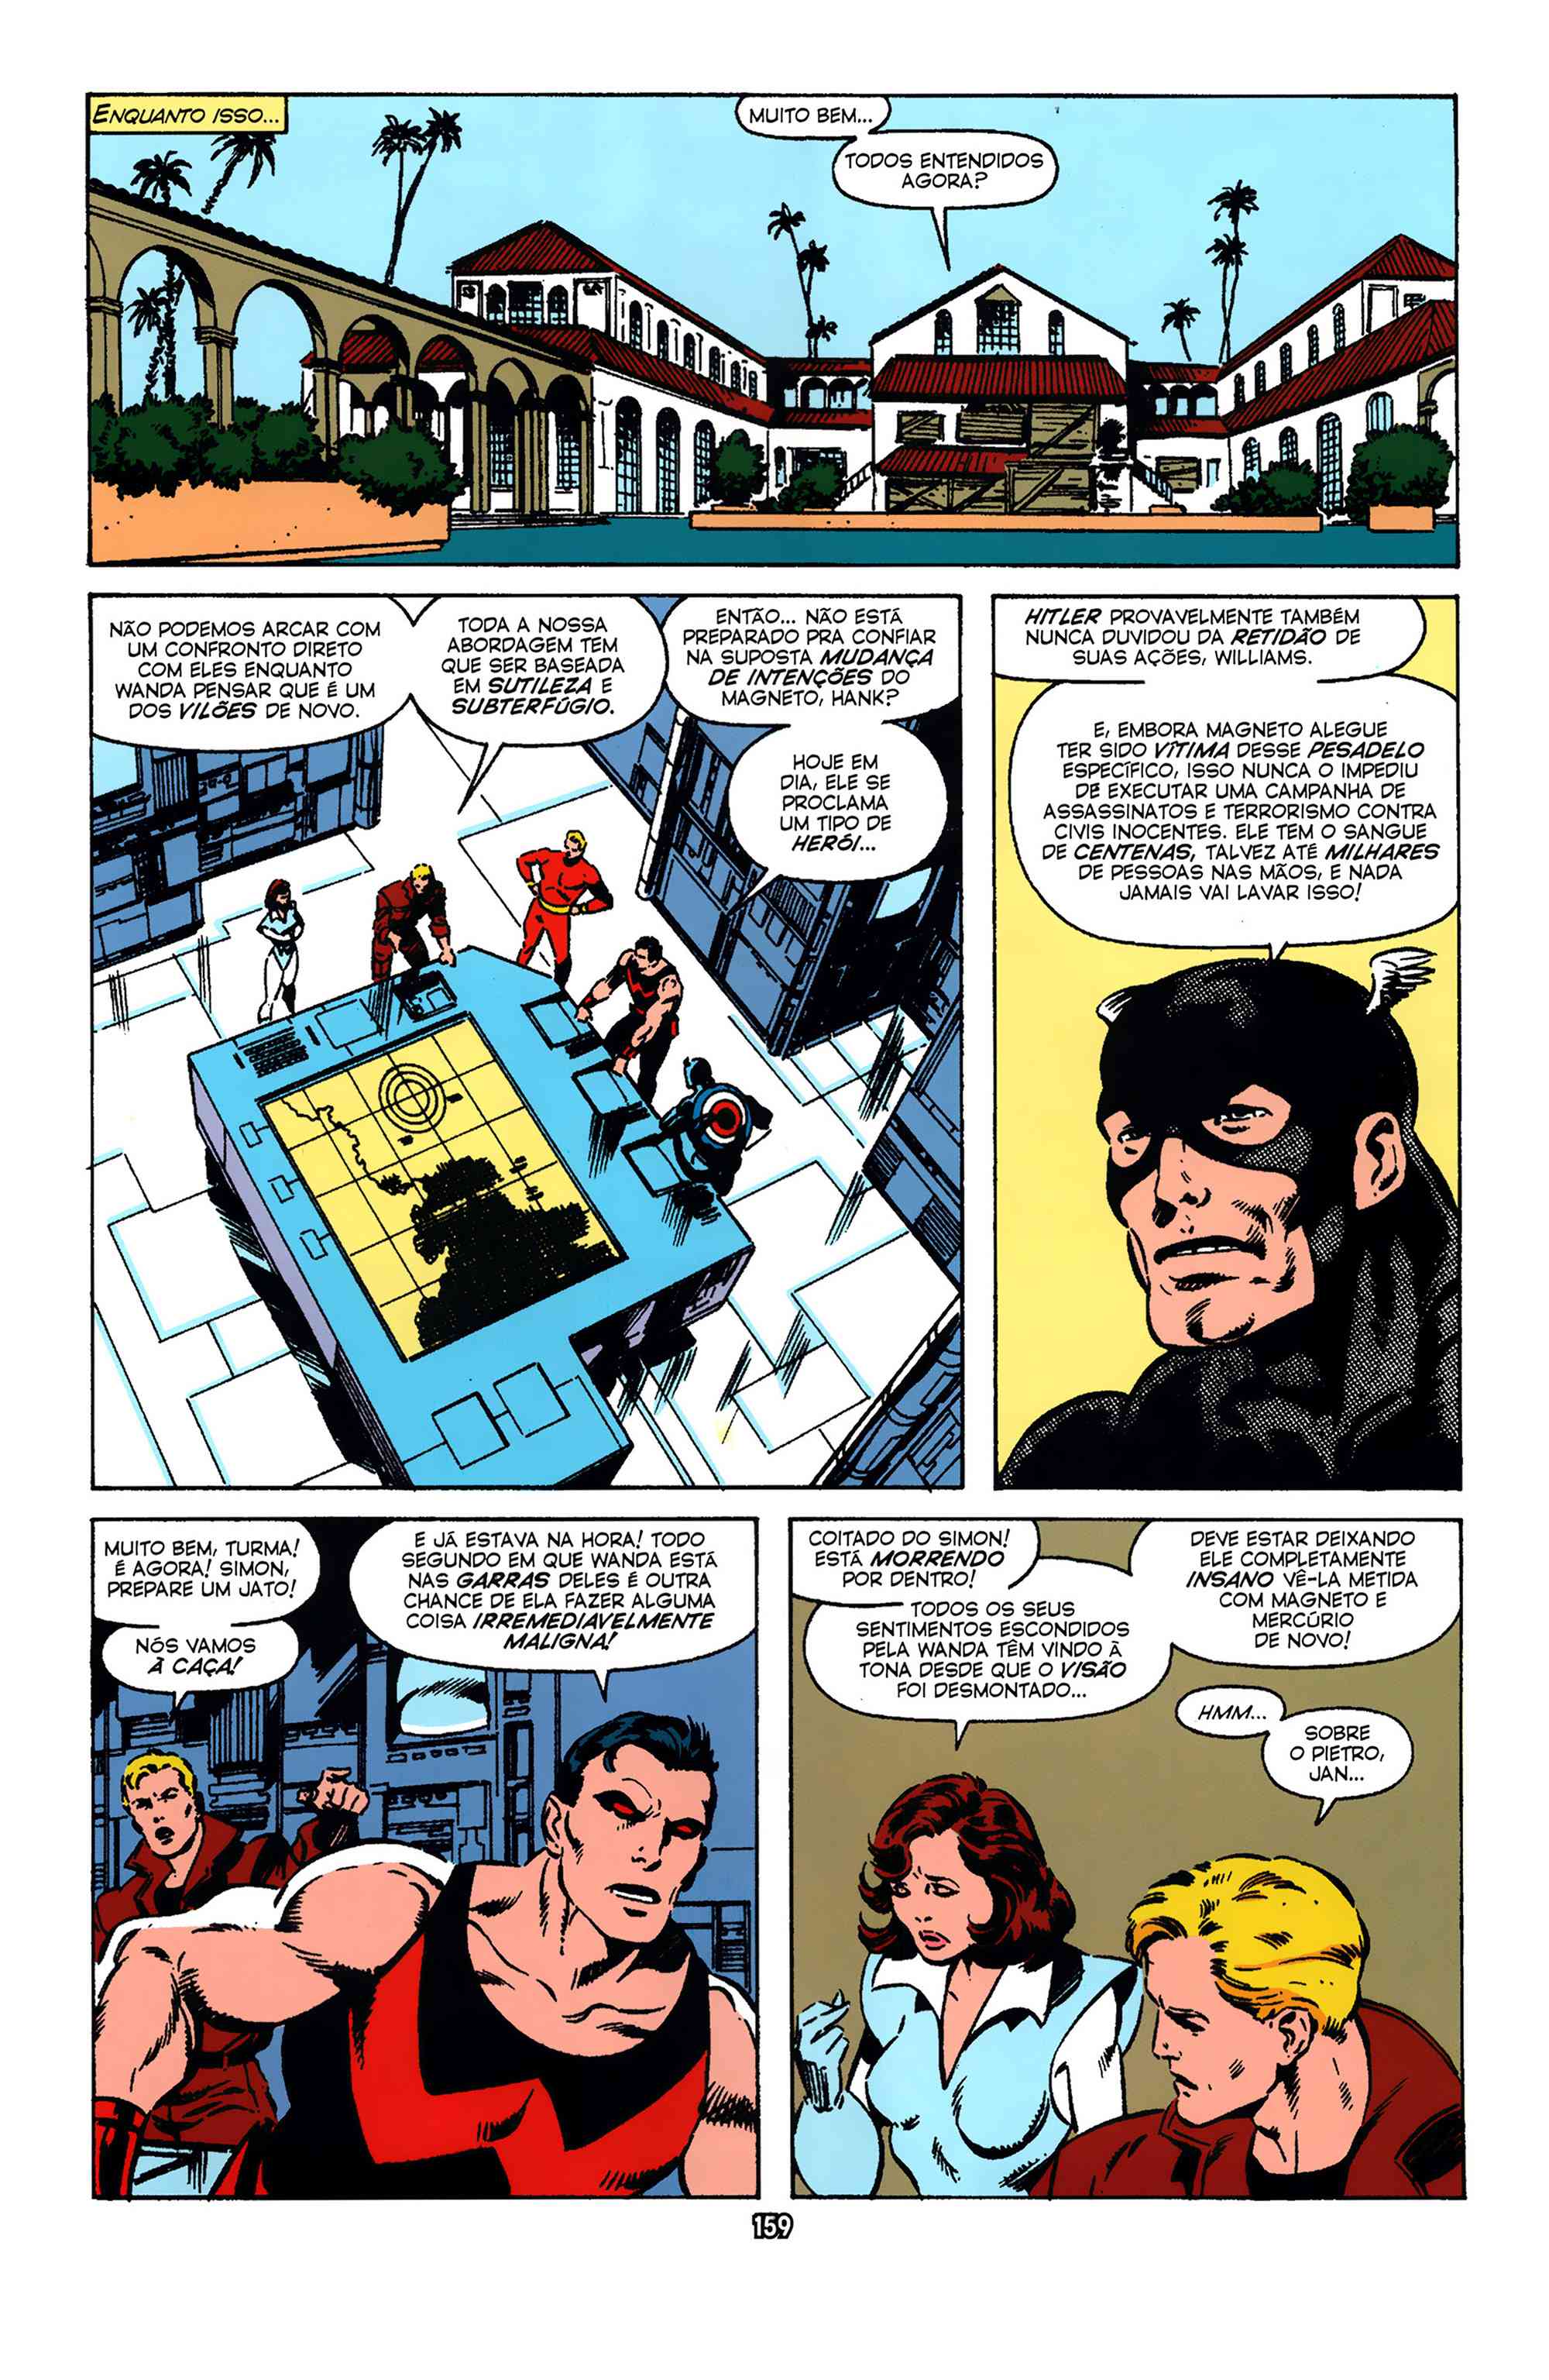 ENQUANTO ISSO...
MUITO BEM...
TODOS ENTENDIDOS
AGORA?
NÃO PODEMOS ARCAR COM
UM CONFRONTO DIRETO
COM ELES ENQUANTO
WANDA PENSAR QUE É UM
DOS VILÕES DE NOVO.
TODA A NOSSA
ABORDAGEM TEM
QUE SER BASEADA
EM SUTILEZA E
SUBTERFÚGIO.
ENTÃO... NÃO ESTÁ
PREPARADO PRA CONFIAR
NA SUPOSTA MUDANÇA
DE INTENÇÕES DO
MAGNETO, HANK?
HOJE EM
DIA, ELE SE
PROCLAMA
UM TIPO DE
HERÓI...
HITLER PROVAVELMENTE TAMBÉM
NUNCA DUVIDOU DA RETIDÃO DE
SUAS AÇÕES, WILLIAMS.
E, EMBORA MAGNETO ALEGUE
TER SIDO VÍTIMA DESSE PESADELO
ESPECÍFICO, ISSO NUNCA O IMPEDIU
DE EXECUTAR UMA CAMPANHA DE
ASSASSINATOS E TERRORISMO CONTRA
CIVIS INOCENTES. ELE TEM O SANGUE
DE CENTENAS, TALVEZ ATÉ MILHARES
DE PESSOAS NAS MÃOS, E NADA
JAMAIS VAI LAVAR ISSO!
MUITO BEM, TURMA!
É AGORA! SIMON,
PREPARE UM JATO!
NÓS VAMOS
À CAÇA!
E JÁ ESTAVA NA HORA! TODO
SEGUNDO EM QUE WANDA ESTÁ
NAS GARRAS DELES É OUTRA
CHANCE DE ELA FAZER ALGUMA
COISA IRREMEDIAVELMENTE
MALIGNA!
COITADO DO SIMON!
ESTÁ MORRENDO
POR DENTRO!
TODOS OS SEUS
SENTIMENTOS ESCONDIDOS
PELA WANDA TÊM VINDO À
TONA DESDE QUE O VISÃO
FOI DESMONTADO...
DEVE ESTAR DEIXANDO
ELE COMPLETAMENTE
INSANO VÊ-LA METIDA
COM MAGNETO E
MERCÚRIO
DE NOVO!
HMM...
SOBRE
O PIETRO,
JAN...
159